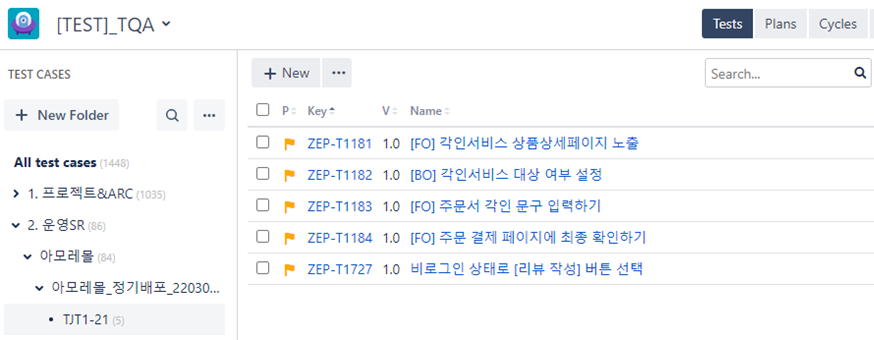 [TEST]_TQA
Tests Plans Cycles
TEST CASES
+ New Folder
All test cases (1448)
1. 프로젝트&ARC (1035)
2. 운영SR (86)
아모레몰 (84)
아모레몰_정기배포_22030...
• TJT1-21 (5)
+ New
Search...
P Key V Name
ZEP-T1181 1.0 [FO] 각인서비스 상품상세페이지 노출
ZEP-T1182 1.0 [BO] 각인서비스 대상 여부 설정
ZEP-T1183 1.0 [FO] 주문서 각인 문구 입력하기
ZEP-T1184 1.0 [FO] 주문 결제 페이지에 최종 확인하기
ZEP-T1727 1.0 비로그인 상태로 [리뷰 작성] 버튼 선택